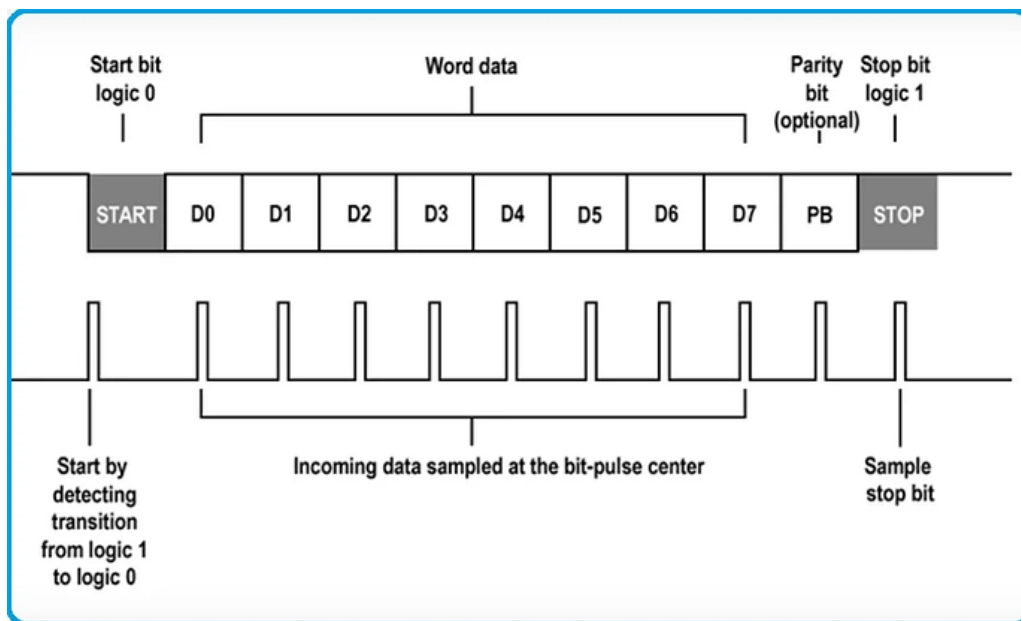 Start bit
logic 0
Word data
Parity
bit
(optional)
Stop bit
logic 1
START D0 D1 D2 D3 D4 D5 D6 D7 PB STOP
Start by
detecting
transition
from logic 1
to logic 0
Incoming data sampled at the bit-pulse center
Sample
stop bit